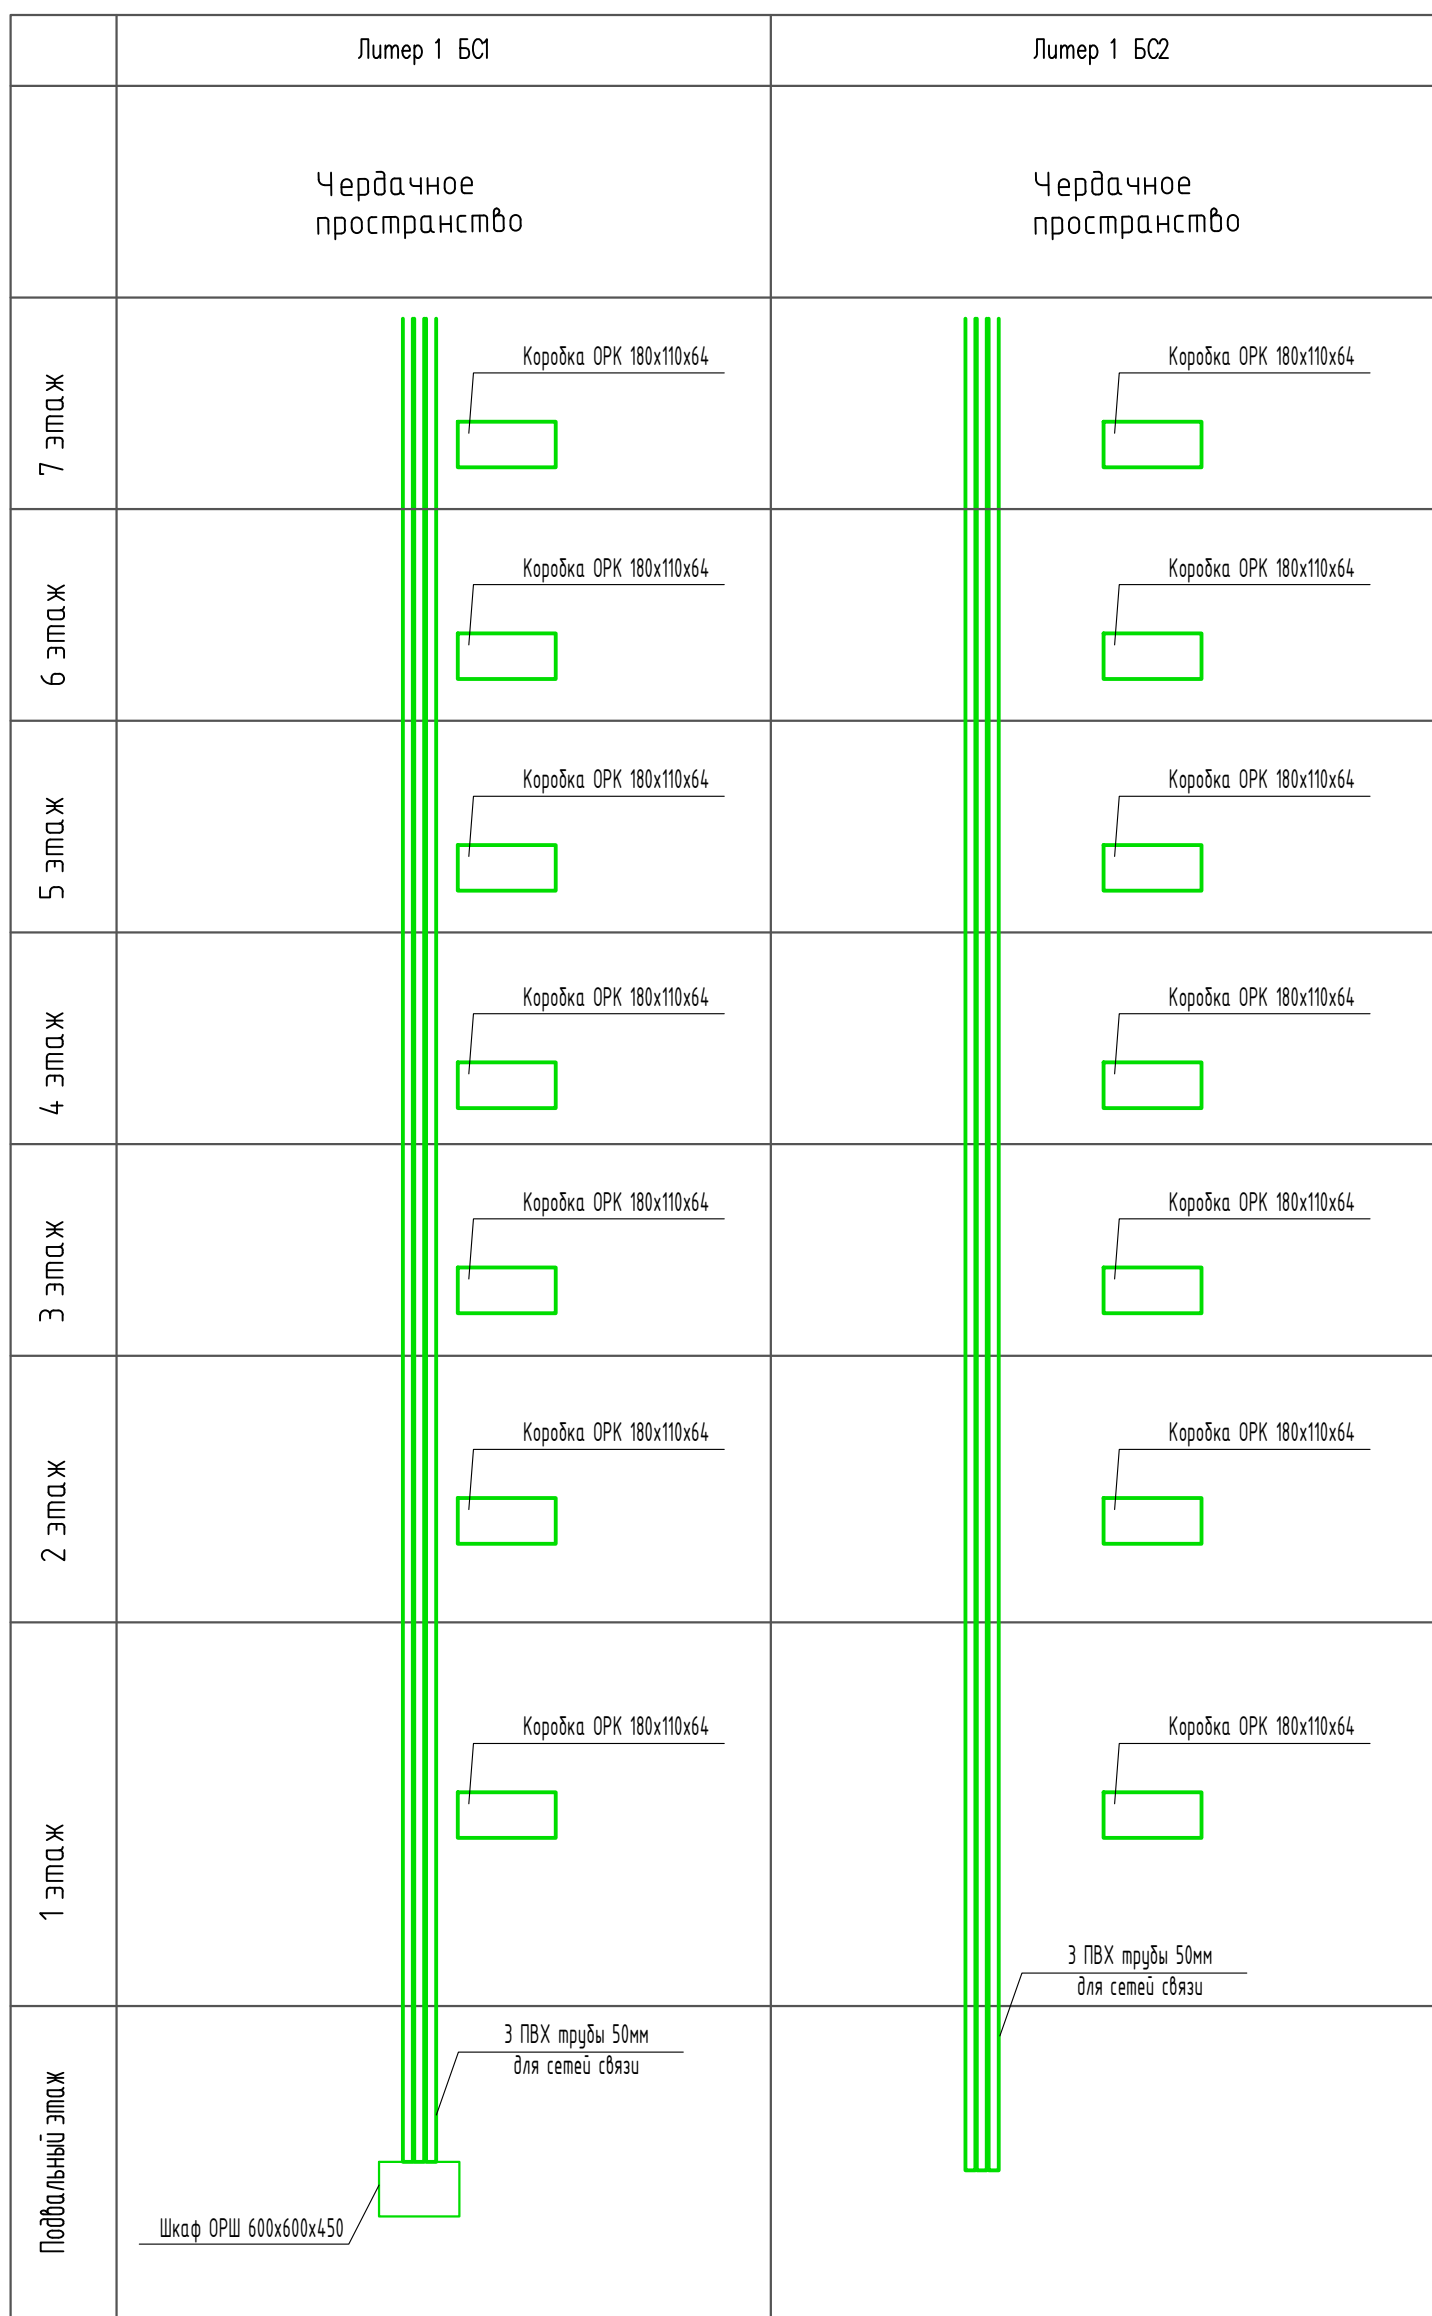 Литер 1 БС1
Литер 1 БС2
Чердачное
пространство
Чердачное
пространство
7 этаж
Коробка ОРК 180х110х64
Коробка ОРК 180х110х64
6 этаж
Коробка ОРК 180х110х64
Коробка ОРК 180х110х64
5 этаж
Коробка ОРК 180х110х64
Коробка ОРК 180х110х64
4 этаж
Коробка ОРК 180х110х64
Коробка ОРК 180х110х64
3 этаж
Коробка ОРК 180х110х64
Коробка ОРК 180х110х64
2 этаж
Коробка ОРК 180х110х64
Коробка ОРК 180х110х64
1 этаж
Коробка ОРК 180х110х64
Коробка ОРК 180х110х64
3 ПВХ трубы 50мм
для сетей связи
Подвальный этаж
3 ПВХ трубы 50мм
для сетей связи
Шкаф ОРШ 600х600х450